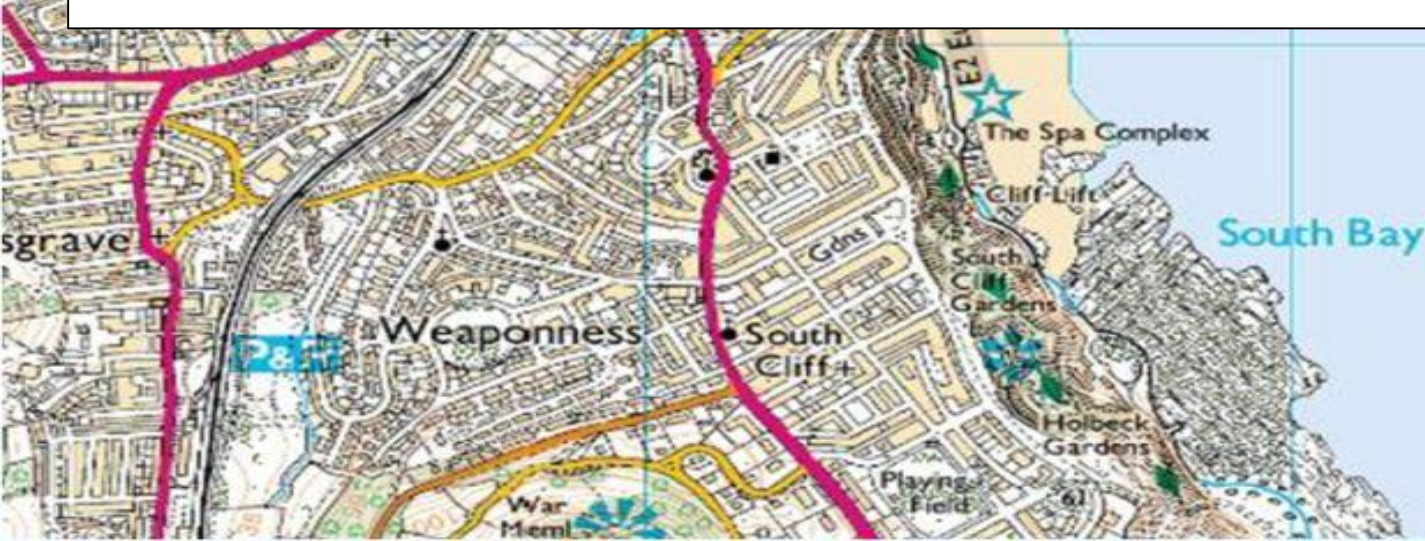 E2
The Spa Complex
Cliff Lift
sgrave
South Bay
Gdns
South
Cliff
Gardens
P&R
Weaponness
South
Cliff
Holbeck
Gardens
Playing
Field
61
War
Meml